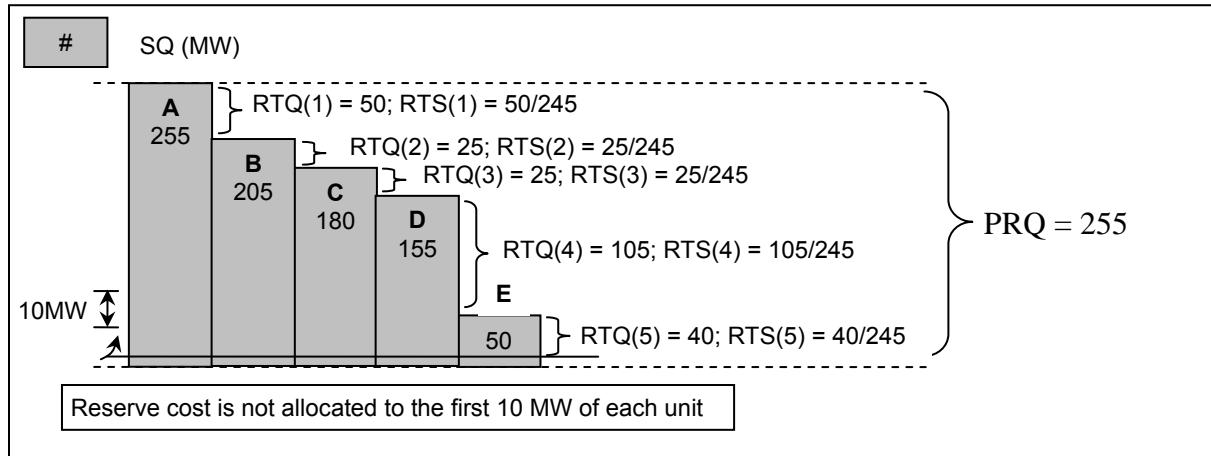 # SQ (MW)
A
255
RTQ(1) = 50; RTS(1) = 50/245
B
205
RTQ(2) = 25; RTS(2) = 25/245
C
180
RTQ(3) = 25; RTS(3) = 25/245
D
155
RTQ(4) = 105; RTS(4) = 105/245
PRQ = 255
E
50
RTQ(5) = 40; RTS(5) = 40/245
10MW
Reserve cost is not allocated to the first 10 MW of each unit